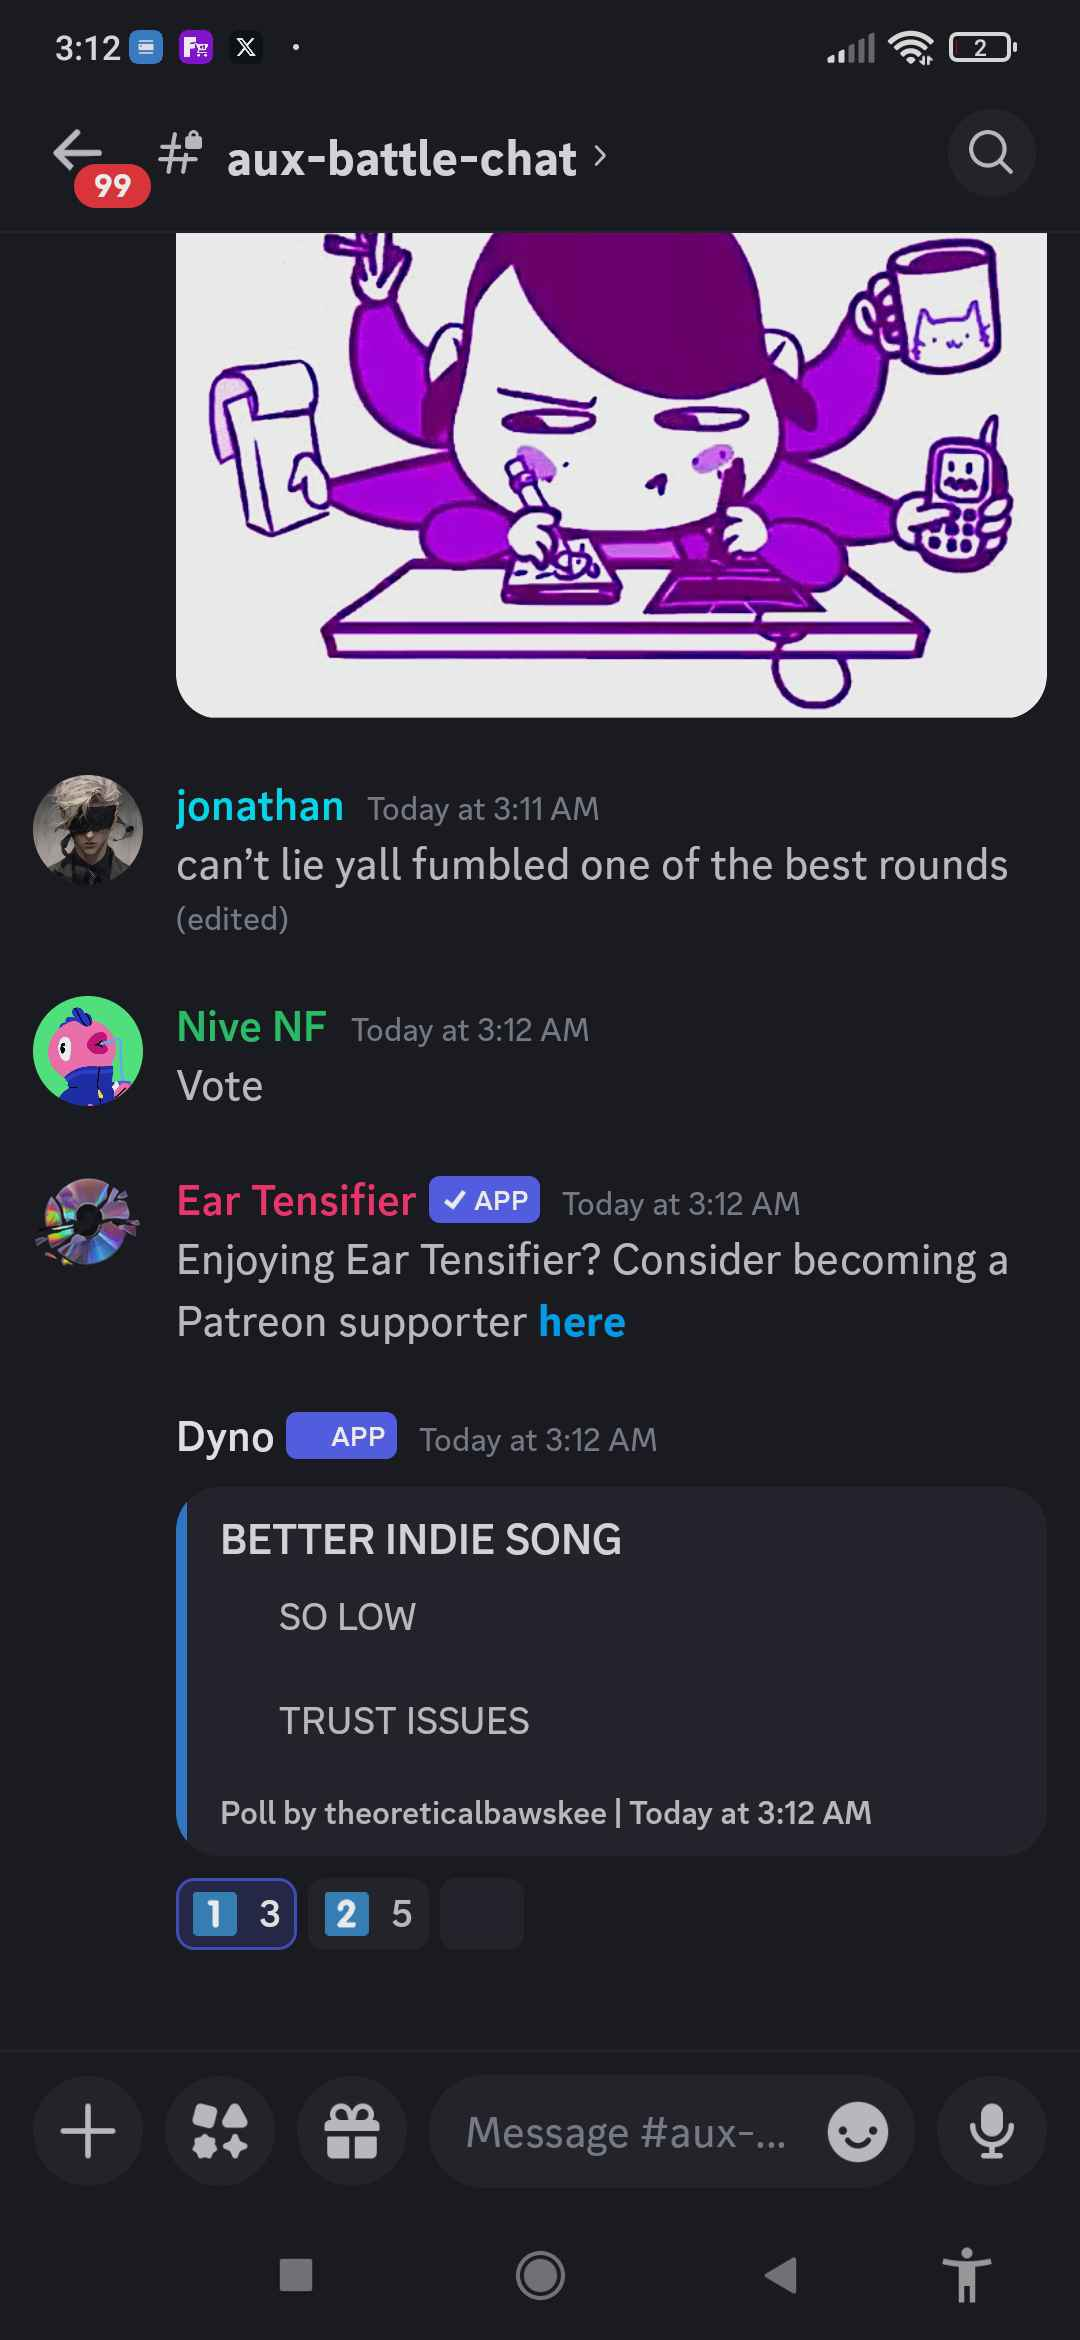 3:12
2
99
# aux-battle-chat
jonathan Today at 3:11 AM
can’t lie yall fumbled one of the best rounds
(edited)
Nive NF Today at 3:12 AM
Vote
Ear Tensifier ✓ APP Today at 3:12 AM
Enjoying Ear Tensifier? Consider becoming a
Patreon supporter here
Dyno APP Today at 3:12 AM
BETTER INDIE SONG
SO LOW
TRUST ISSUES
Poll by theoreticalbawskee | Today at 3:12 AM
1 3 2 5
Message #aux-...